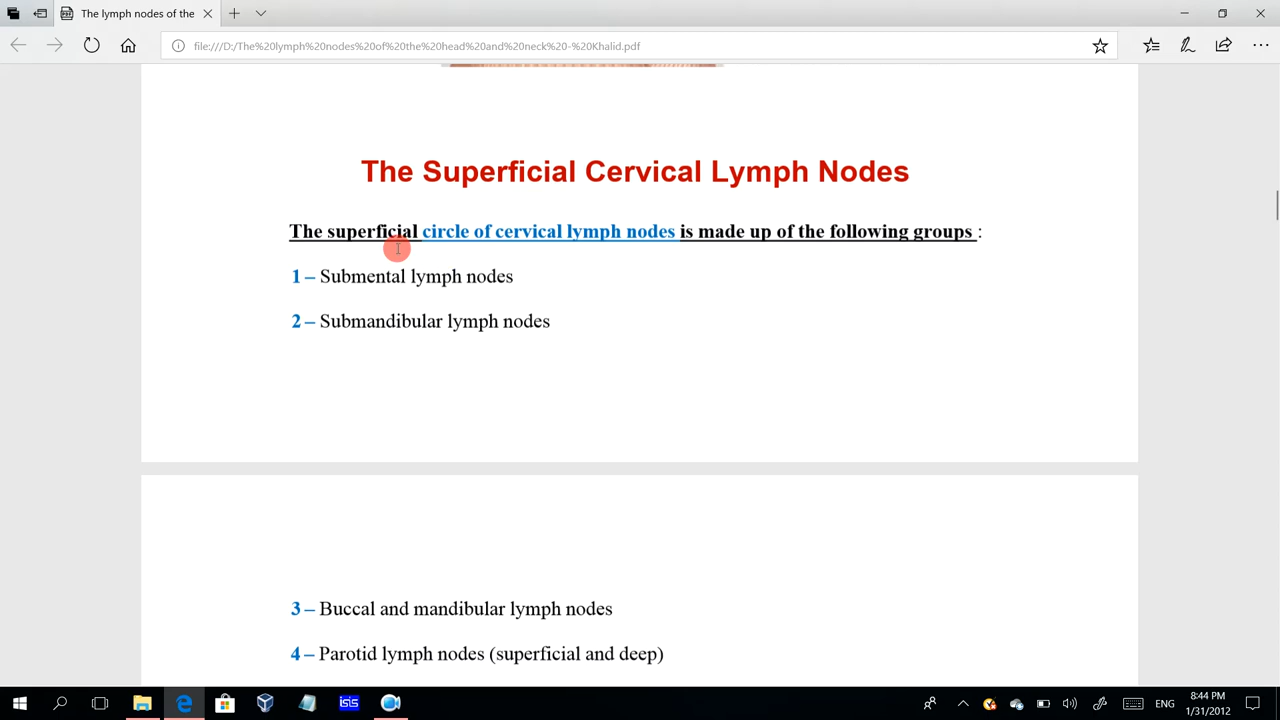 The lymph nodes of the
file:///D:/The%20lymph%20nodes%20of%20the%20head%20and%20neck%20-%20Khalid.pdf
The Superficial Cervical Lymph Nodes
The superficial circle of cervical lymph nodes is made up of the following groups :
1 – Submental lymph nodes
2 – Submandibular lymph nodes
3 – Buccal and mandibular lymph nodes
4 – Parotid lymph nodes (superficial and deep)
ISIS
ENG
8:44 PM
1/31/2012